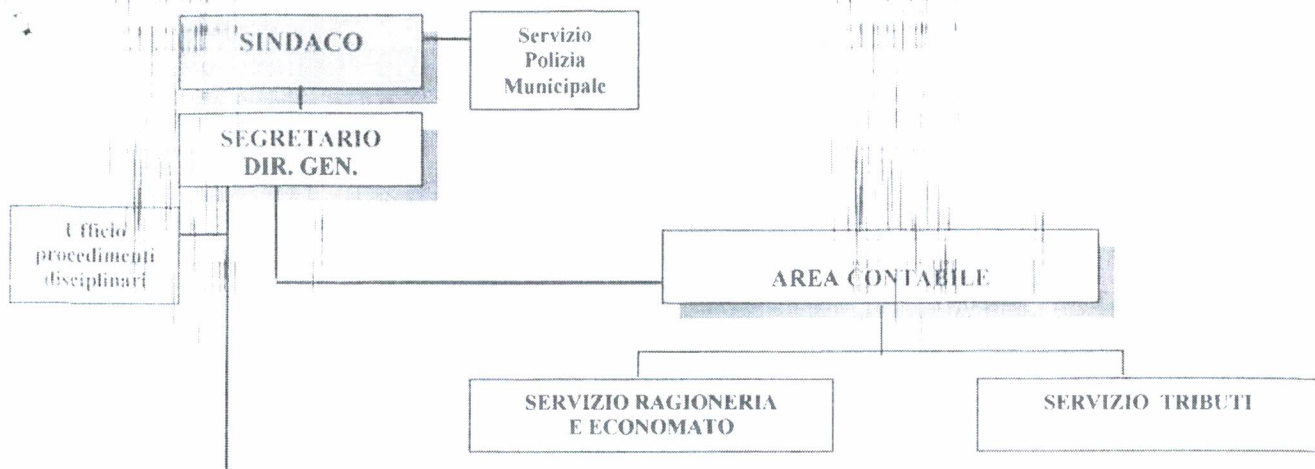 SINDACO
Servizio
Polizia
Municipale
SEGRETARIO
DIR. GEN.
Ufficio
procedimenti
disciplinari
AREA CONTABILE
SERVIZIO RAGIONERIA
E ECONOMATO
SERVIZIO TRIBUTI